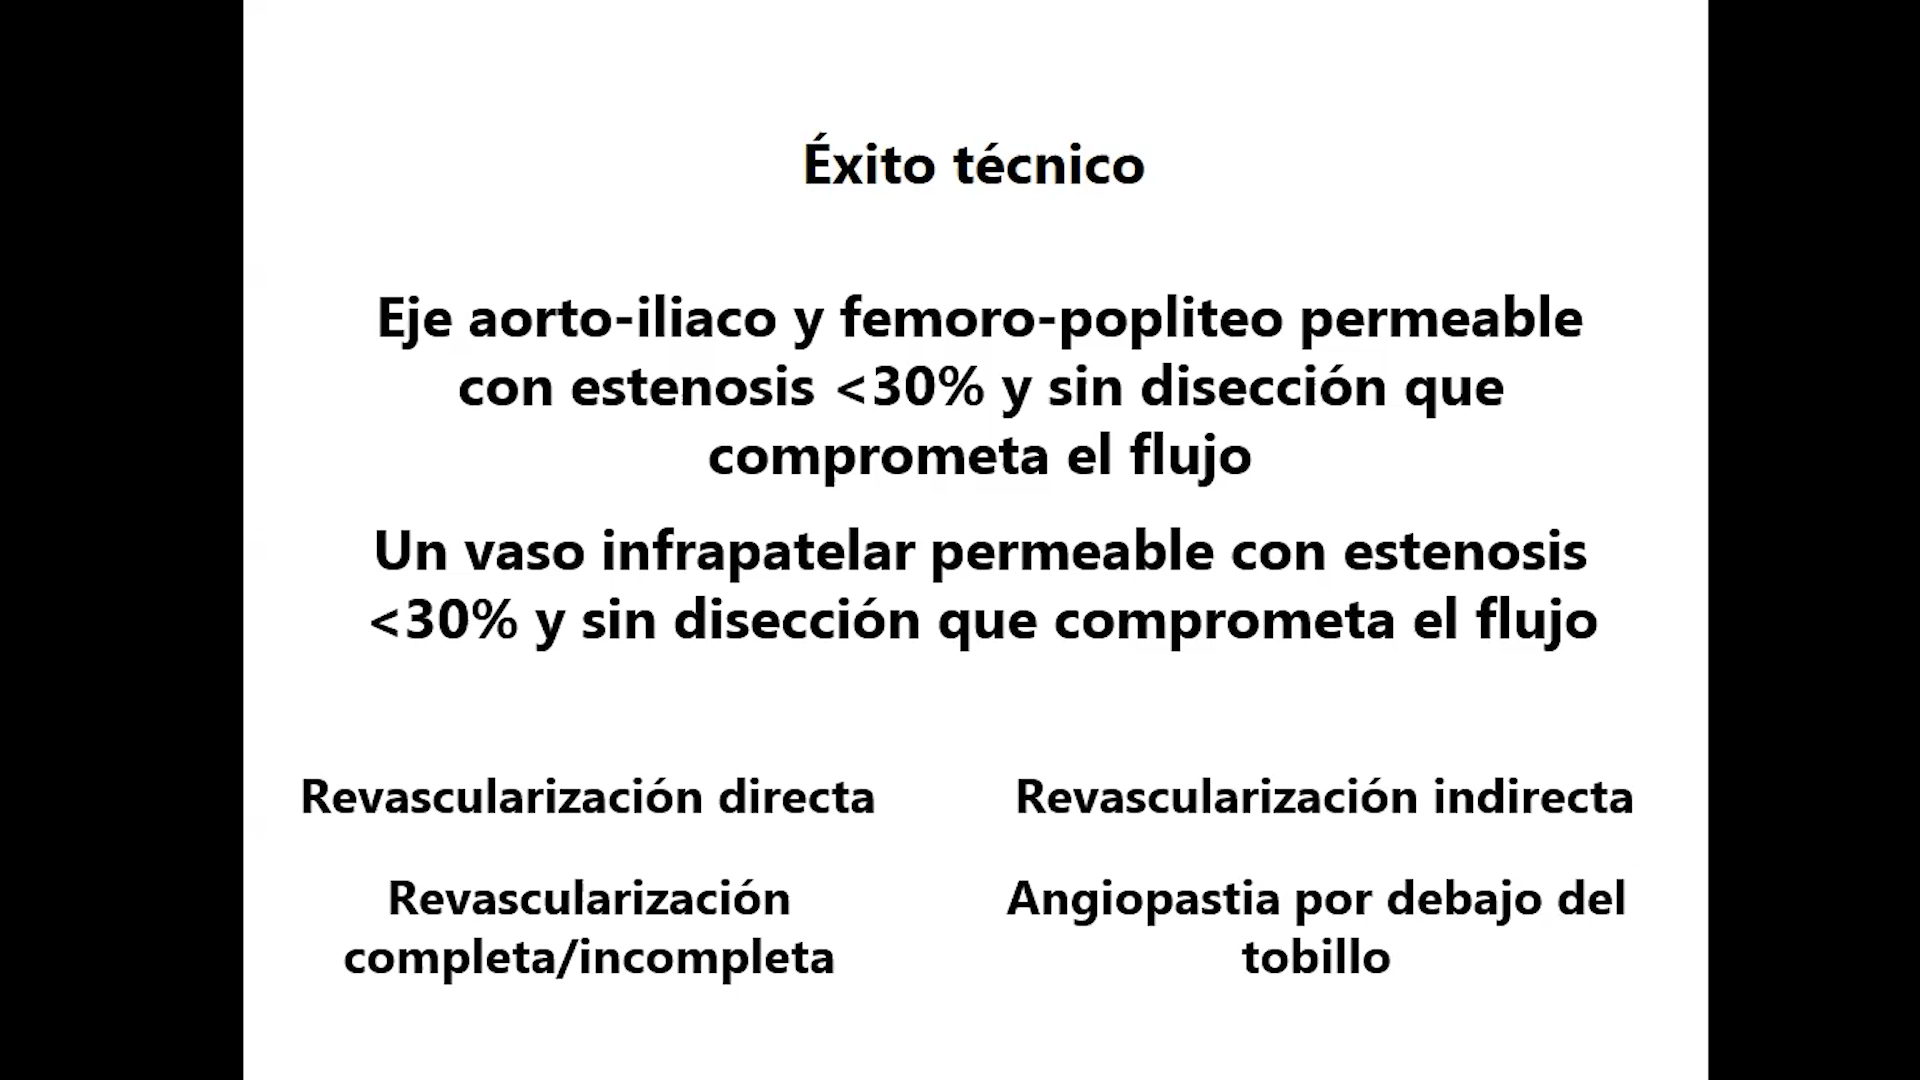 Éxito técnico
Eje aorto-iliaco y femoro-popliteo permeable
con estenosis <30% y sin disección que
comprometa el flujo
Un vaso infrapatelar permeable con estenosis
<30% y sin disección que comprometa el flujo
Revascularización directa
Revascularización indirecta
Revascularización
completa/incompleta
Angiopastia por debajo del
tobillo